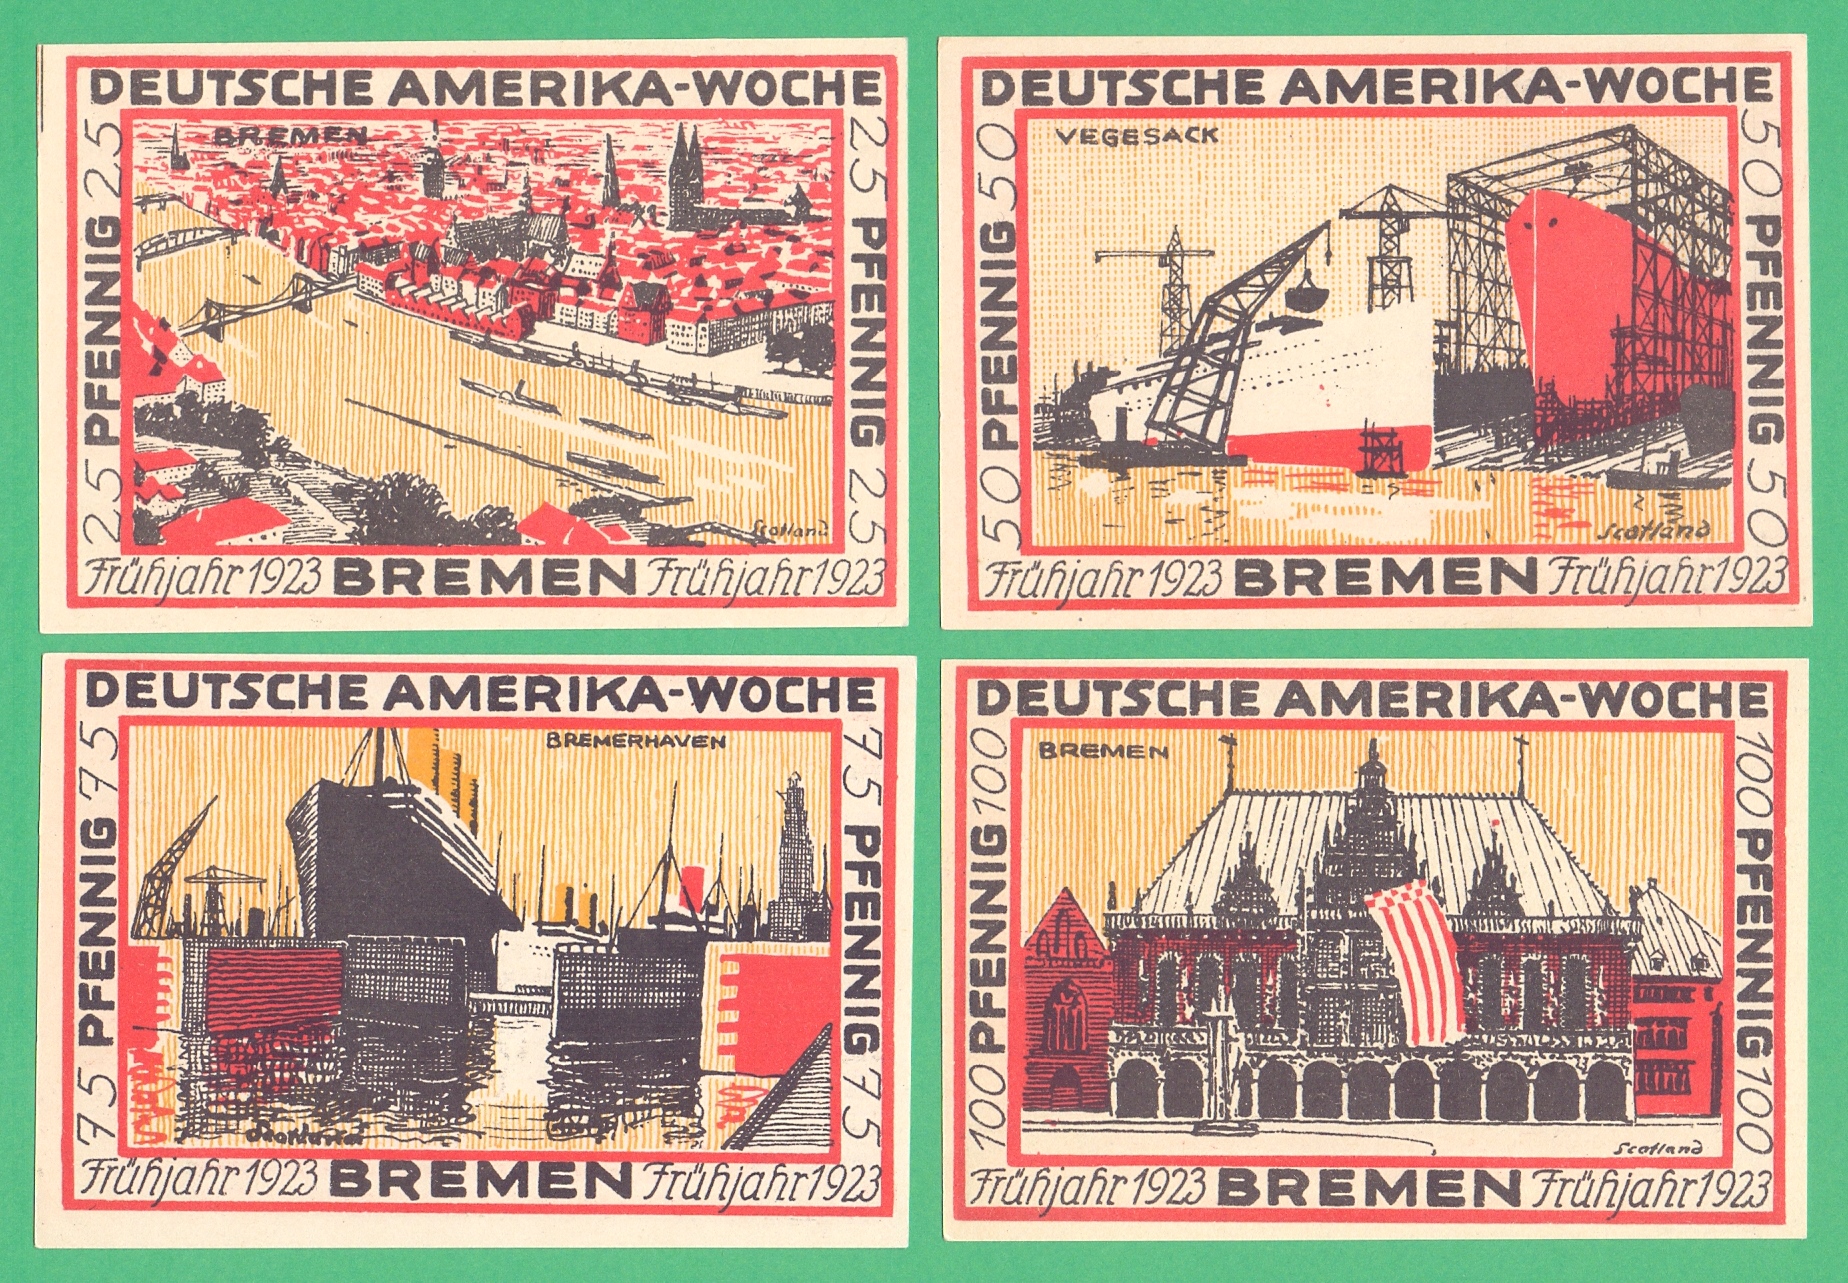 DEUTSCHE AMERIKA-WOCHE
25 PFENNIG 25
BREMEN
Scotland
25 PFENNIG 25
Frühjahr 1923 BREMEN Frühjahr 1923
DEUTSCHE AMERIKA-WOCHE
50 PFENNIG 50
VEGESACK
Scotland
50 PFENNIG 50
Frühjahr 1923 BREMEN Frühjahr 1923
DEUTSCHE AMERIKA-WOCHE
75 PFENNIG 75
BREMERHAVEN
75 PFENNIG 75
Frühjahr 1923 BREMEN Frühjahr 1923
DEUTSCHE AMERIKA-WOCHE
100 PFENNIG 100
BREMEN
Scotland
100 PFENNIG 100
Frühjahr 1923 BREMEN Frühjahr 1923